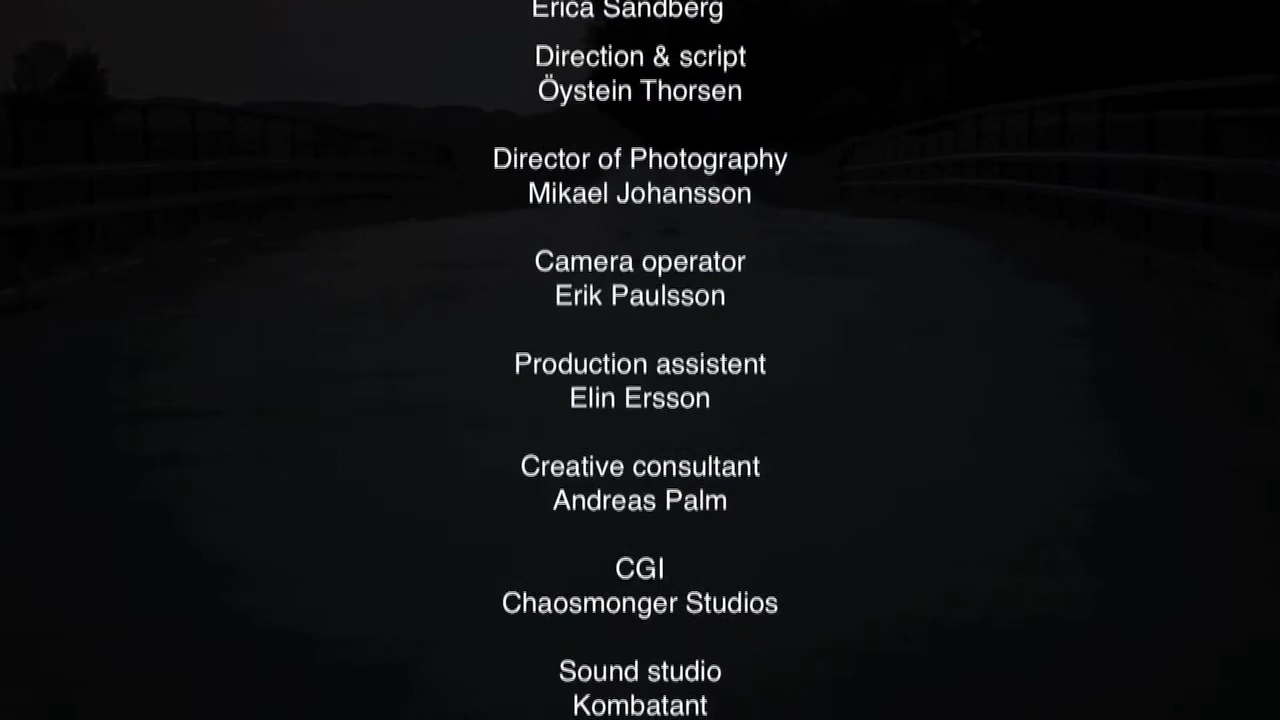 Erica Sandberg
Direction & script
Öystein Thorsen
Director of Photography
Mikael Johansson
Camera operator
Erik Paulsson
Production assistent
Elin Ersson
Creative consultant
Andreas Palm
CGI
Chaosmonger Studios
Sound studio
Kombatant